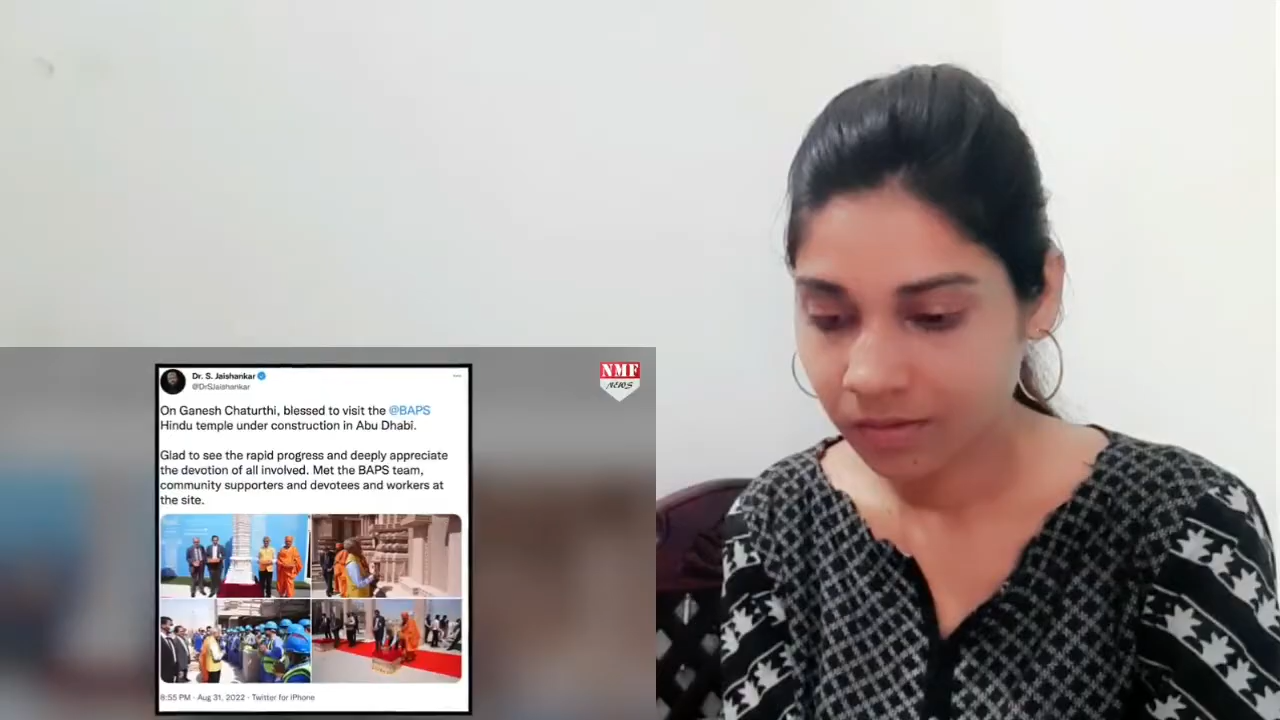 Dr. S. Jaishankar
@DrSJaishankar
On Ganesh Chaturthi, blessed to visit the @BAPS
Hindu temple under construction in Abu Dhabi.
Glad to see the rapid progress and deeply appreciate
the devotion of all involved. Met the BAPS team,
community supporters and devotees and workers at
the site.
8:55 PM · Aug 31, 2022 · Twitter for iPhone
NMF
NEWS